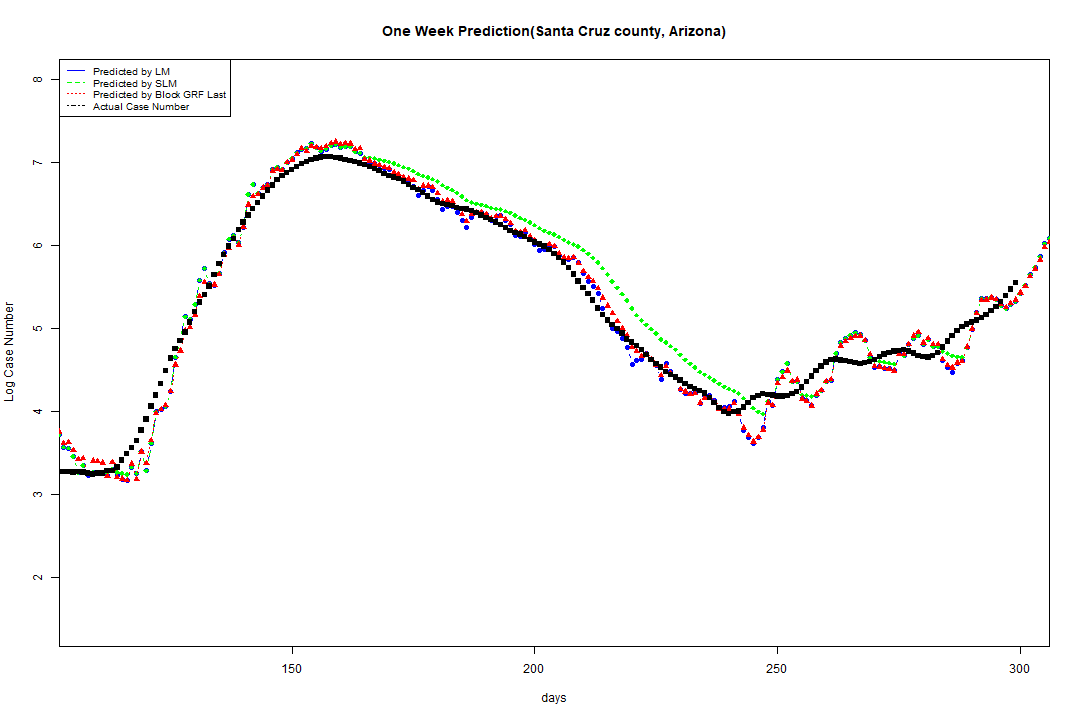 One Week Prediction(Santa Cruz county, Arizona)
Predicted by LM
Predicted by SLM
Predicted by Block GRF Last
Actual Case Number
Log Case Number
8
7
6
5
4
3
2
150
200
250
300
days